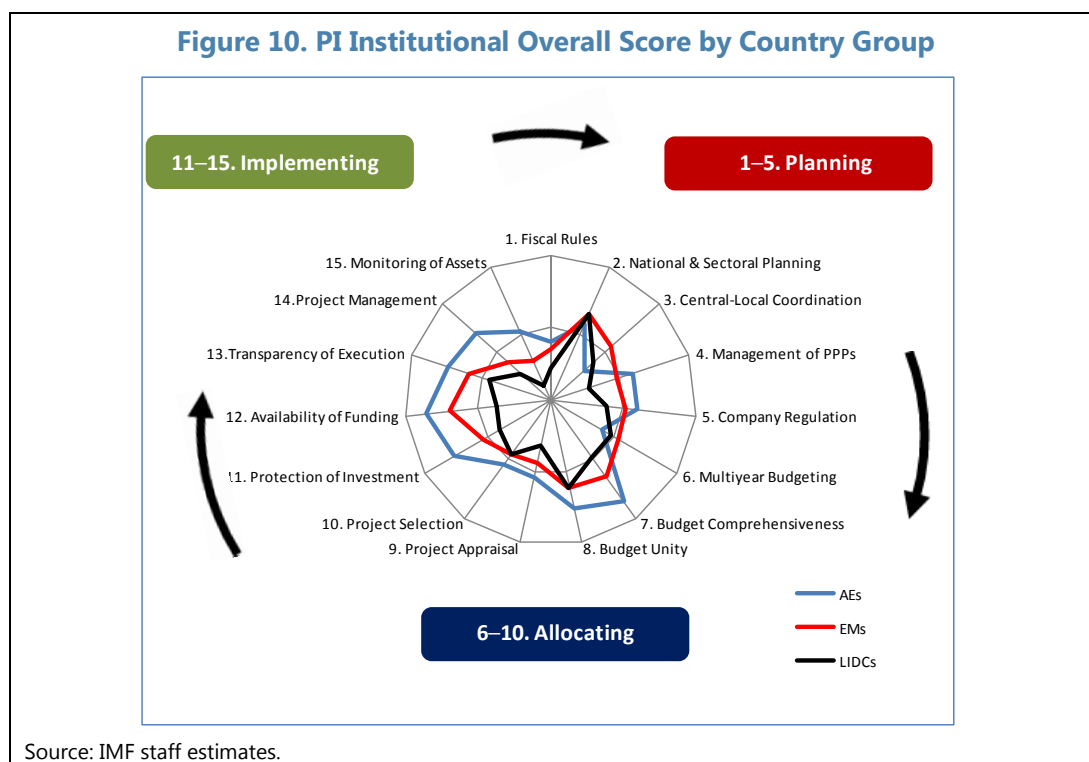 Figure 10. PI Institutional Overall Score by Country Group
11–15. Implementing
1–5. Planning
1. Fiscal Rules
15. Monitoring of Assets
2. National & Sectoral Planning
14.Project Management
3. Central-Local Coordination
13.Transparency of Execution
4. Management of PPPs
12. Availability of Funding
5. Company Regulation
11. Protection of Investment
6. Multiyear Budgeting
10. Project Selection
7. Budget Comprehensiveness
9. Project Appraisal
8. Budget Unity
AEs
6–10. Allocating
EMs
LIDCs
Source: IMF staff estimates.